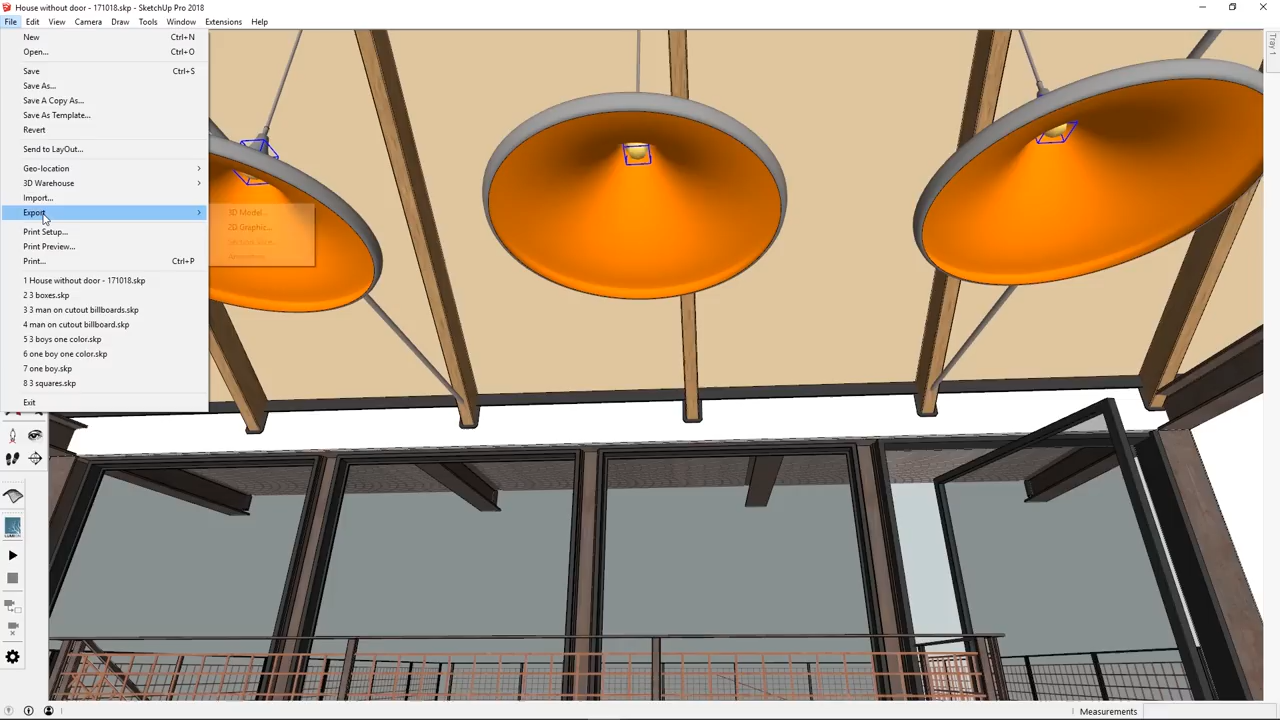 House without door - 171018.skp - SketchUp Pro 2018
File Edit View Camera Draw Tools Window Extensions Help
New Ctrl+N
Open... Ctrl+O
Save Ctrl+S
Save As...
Save A Copy As...
Save As Template...
Revert
Send to LayOut...
Geo-location
3D Warehouse
Import...
Export
3D Model...
2D Graphic...
Print Setup...
Print Preview...
Print... Ctrl+P
1 House without door - 171018.skp
2 3 boxes.skp
3 3 man on cutout billboards.skp
4 man on cutout billboard.skp
5 3 boys one color.skp
6 one boy one color.skp
7 one boy.skp
8 3 squares.skp
Exit
Tray 1
Measurements